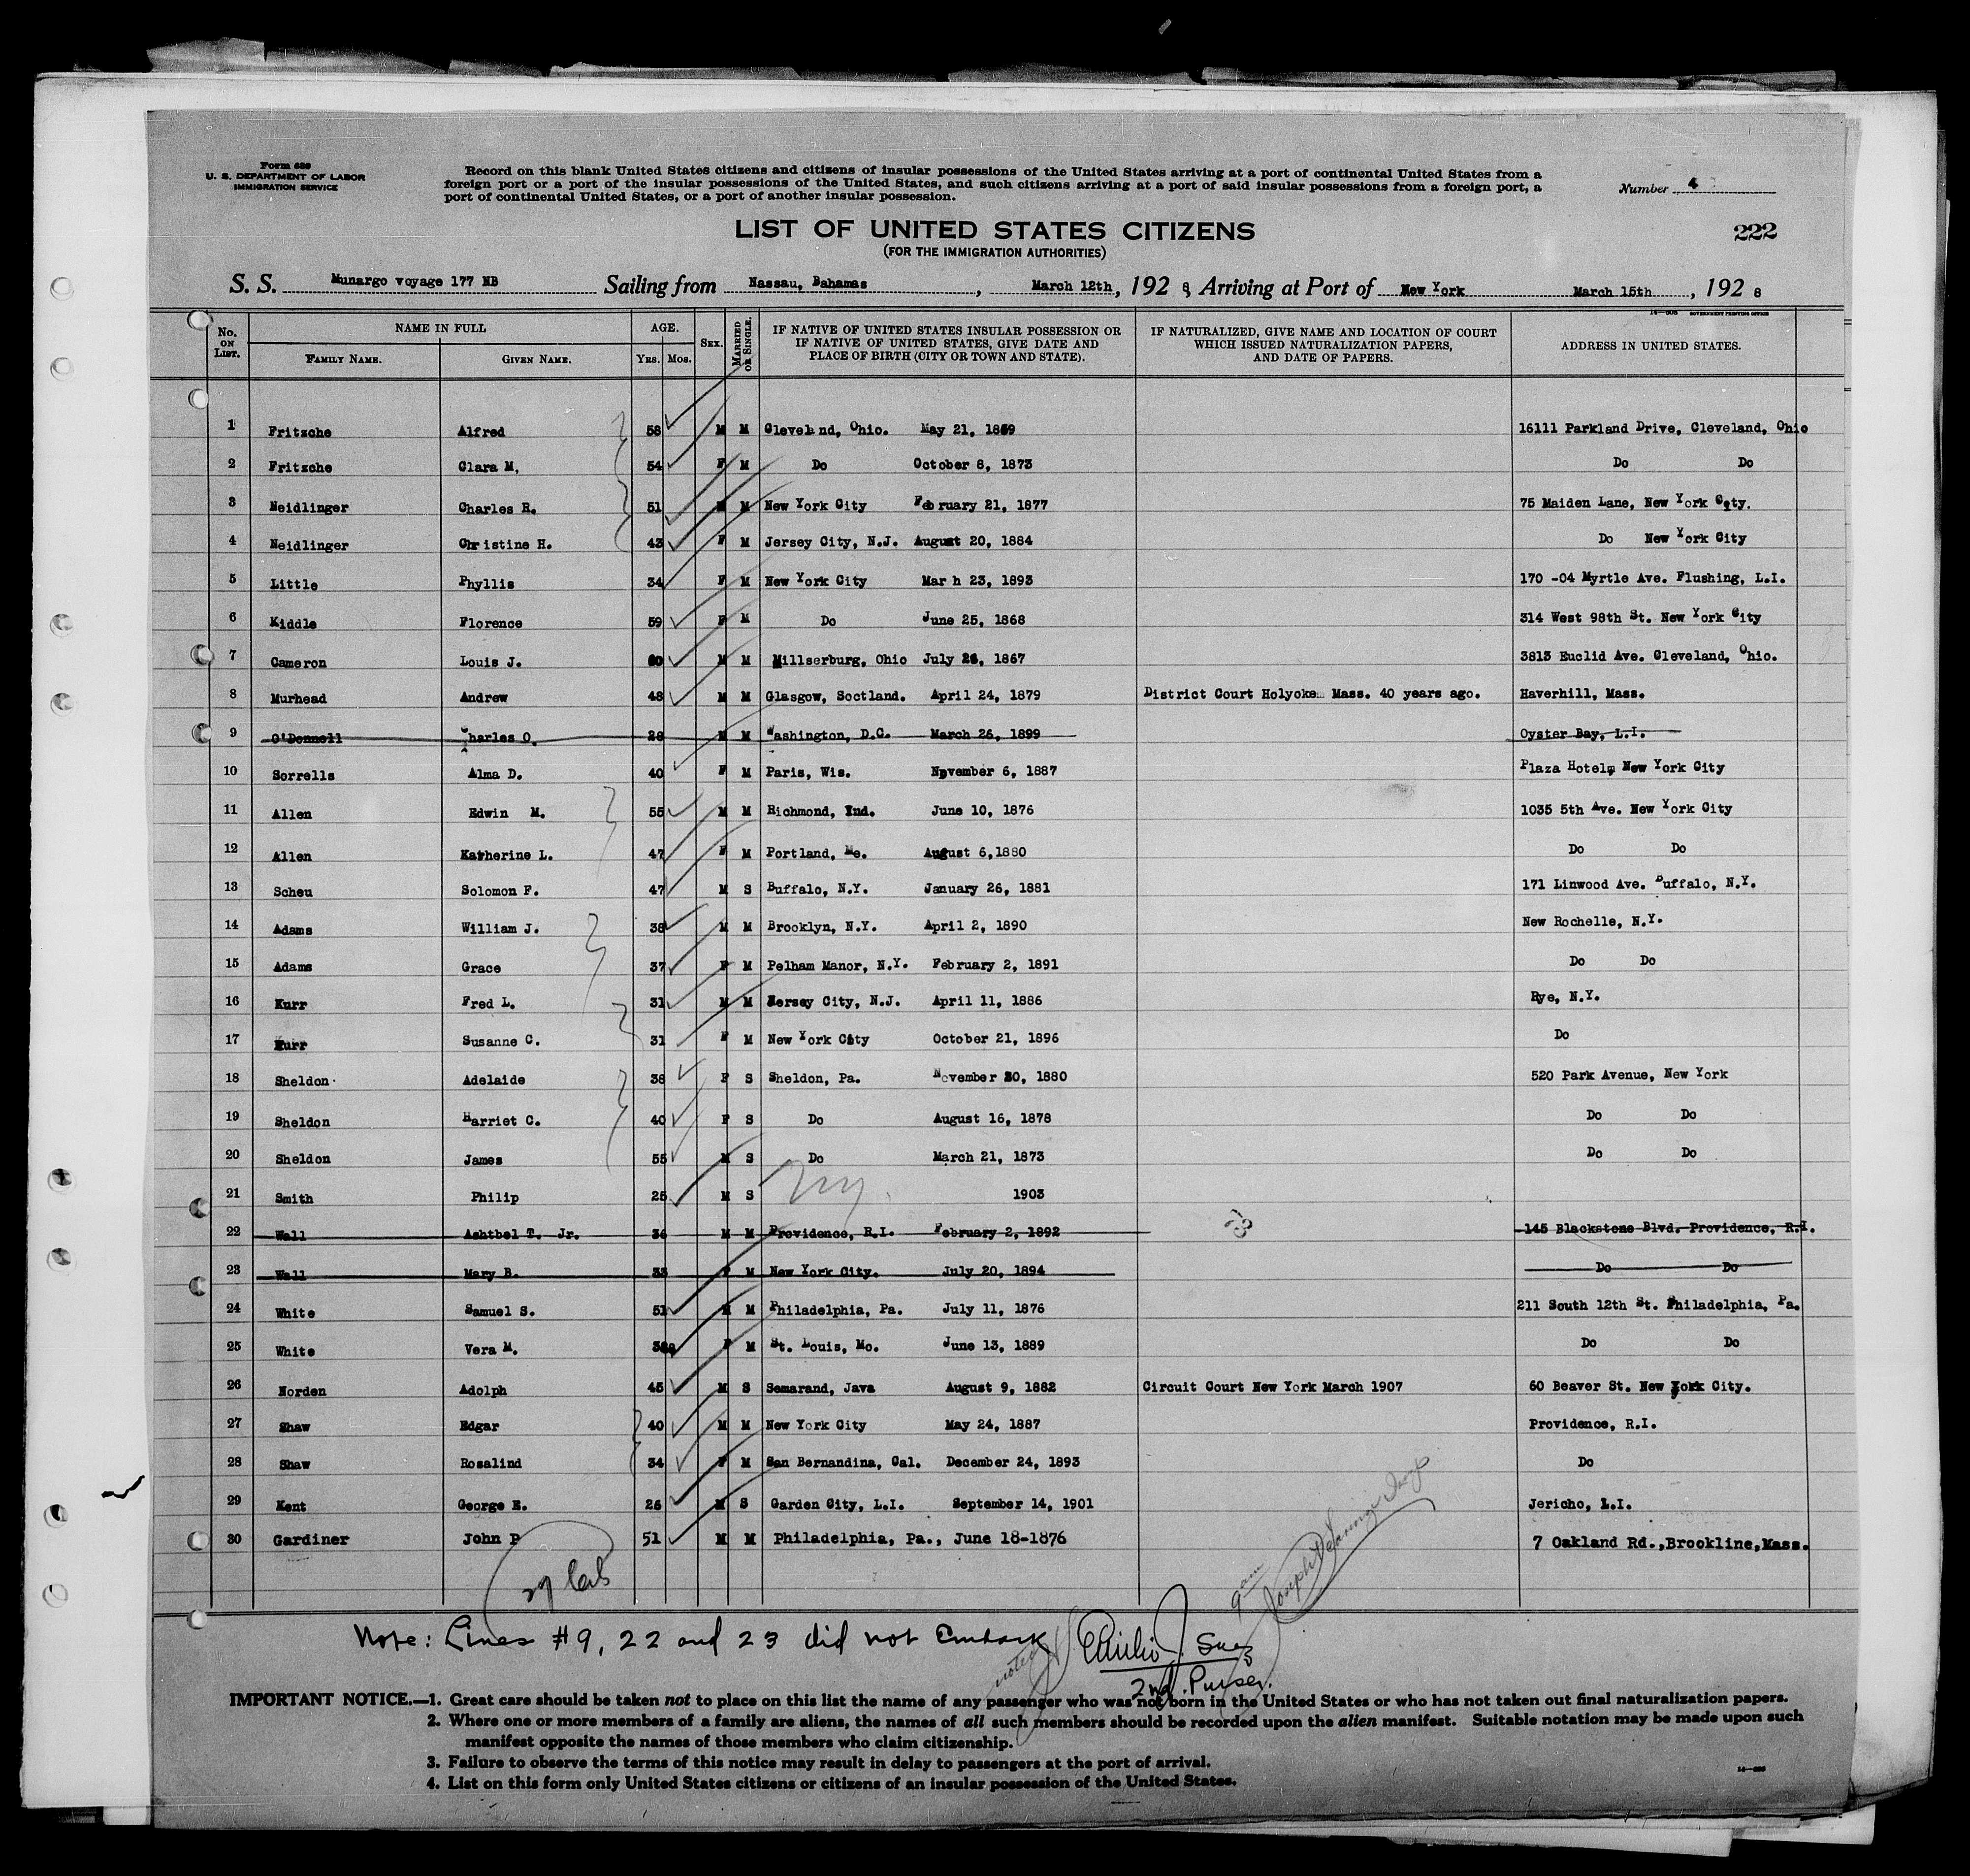 Form 630
U. S. DEPARTMENT OF LABOR
IMMIGRATION SERVICE
Record on this blank United States citizens and citizens of insular possessions of the United States arriving at a port of continental United States from a
foreign port or a port of the insular possessions of the United States, and such citizens arriving at a port of said insular possessions from a foreign port, a
port of continental United States, or a port of another insular possession.
Number 4
LIST OF UNITED STATES CITIZENS
(FOR THE IMMIGRATION AUTHORITIES)
222
S. S. Munargo voyage 177 NB Sailing from Nassau, Bahamas, March 12th, 192 8, Arriving at Port of New York March 15th, 192 8
14—808 GOVERNMENT PRINTING OFFICE
No. ON LIST. NAME IN FULL FAMILY NAME. GIVEN NAME. AGE. YRS. MOS. SEX. MARRIED OR SINGLE. IF NATIVE OF UNITED STATES INSULAR POSSESSION OR IF NATIVE OF UNITED STATES, GIVE DATE AND PLACE OF BIRTH (CITY OR TOWN AND STATE). IF NATURALIZED, GIVE NAME AND LOCATION OF COURT WHICH ISSUED NATURALIZATION PAPERS, AND DATE OF PAPERS. ADDRESS IN UNITED STATES.
1 Fritzche Alfred 58 M M Cleveland, Ohio. May 21, 1869 16111 Parkland Drive, Cleveland, Ohio
2 Fritzche Clara M, 54 F M Do October 8, 1873 Do Do
3 Neidlinger Charles R. 51 M M New York City February 21, 1877 75 Maiden Lane, New York City.
4 Neidlinger Christine H. 43 F M Jersey City, N.J. August 20, 1884 Do New York City
5 Little Phyllis 34 F M New York City Mar h 23, 1893 170 -04 Myrtle Ave. Flushing, L.I.
6 Kiddle Florence 59 F M Do June 25, 1868 314 West 98th St. New York City
7 Cameron Louis J. 60 M M Millserburg, Ohio July 26, 1867 3813 Euclid Ave. Cleveland, Ohio.
8 Murhead Andrew 48 M M Glasgow, Soctland. April 24, 1879 District Court Holyoke Mass. 40 years ago. Haverhill, Mass.
9 O'Donnell Charles O. 28 M M Washington, D.C. March 26, 1899 Oyster Bay, L.I.
10 Sorrells Alma D. 40 F M Paris, Wis. November 6, 1887 Plaza Hotel, New York City
11 Allen Edwin M. 55 M M Richmond, Ind. June 10, 1876 1035 5th Ave. New York City
12 Allen Katherine L. 47 F M Portland, Me. August 6,1880 Do Do
13 Scheu Solomon F. 47 M S Buffalo, N.Y. January 26, 1881 171 Linwood Ave. Buffalo, N.Y.
14 Adams William J. 38 M M Brooklyn, N.Y. April 2, 1890 New Rochelle, N.Y.
15 Adams Grace 37 F M Pelham Manor, N.Y. February 2, 1891 Do Do
16 Kurr Fred L. 31 M M Jersey City, N.J. April 11, 1886 Rye, N.Y.
17 Kurr Susanne C. 31 F M New York City October 21, 1896 Do
18 Sheldon Adelaide 38 F S Sheldon, Pa. November 30, 1880 520 Park Avenue, New York
19 Sheldon Harriet C. 40 F S Do August 16, 1878 Do Do
20 Sheldon James 55 M S Do March 21, 1873 Do Do
21 Smith Philip 25 M S NY. 1903
22 Wall Ashtbel T. Jr. 36 M M Providence, R.I. February 2, 1892 145 Blackstone Blvd. Providence, R.I.
23 Wall Mary B. 33 F M New York City. July 20, 1894 Do Do
24 White Samuel S. 51 M M Philadelphia, Pa. July 11, 1876 211 South 12th St. Philadelphia, Pa.
25 White Vera M. 38 F M St. Louis, Mo. June 13, 1889 Do Do
26 Norden Adolph 45 M S Semarand, Java August 9, 1882 Circuit Court New York March 1907 60 Beaver St. New York City.
27 Shaw Edgar 40 M M New York City May 24, 1887 Providence, R.I.
28 Shaw Rosalind 34 F M San Bernandina, Cal. December 24, 1893 Do
29 Kent George E. 26 M S Garden City, L.I. September 14, 1901 Jericho, L.I.
30 Gardiner John P 51 M M Philadelphia, Pa., June 18-1876 7 Oakland Rd.,Brookline,Mass.
Note: Lines #9, 22 and 23 did not Embark
noted
2nd. Purser.
IMPORTANT NOTICE.—1. Great care should be taken not to place on this list the name of any passenger who was not born in the United States or who has not taken out final naturalization papers.
2. Where one or more members of a family are aliens, the names of all such members should be recorded upon the alien manifest. Suitable notation may be made upon such
manifest opposite the names of those members who claim citizenship.
3. Failure to observe the terms of this notice may result in delay to passengers at the port of arrival.
4. List on this form only United States citizens or citizens of an insular possession of the United States.